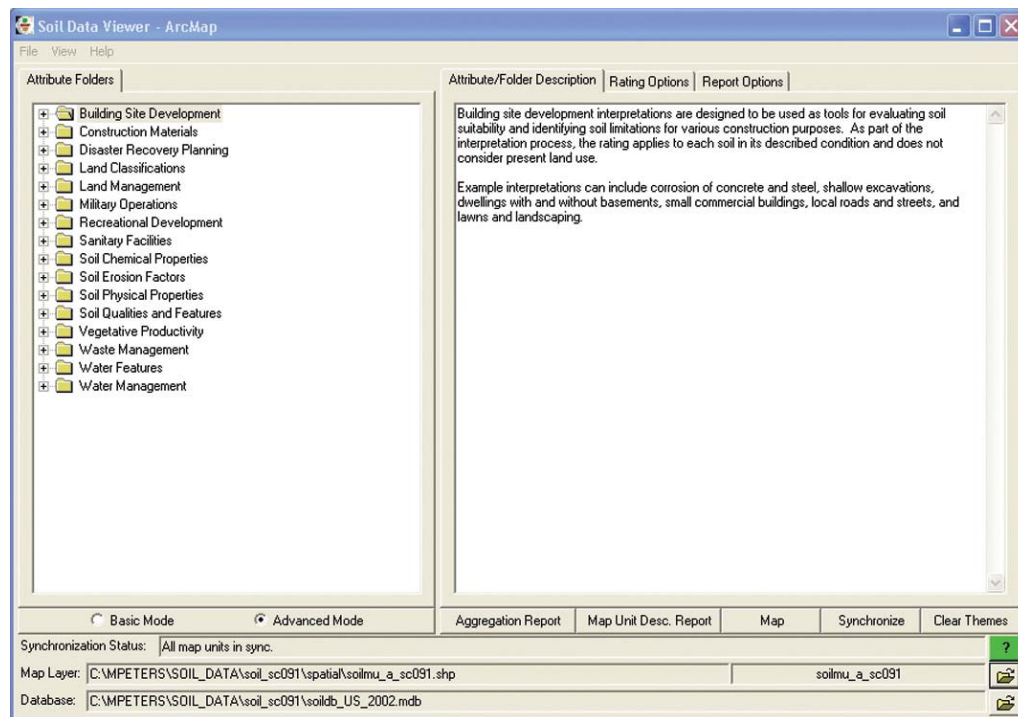 Soil Data Viewer - ArcMap
File View Help
Attribute Folders
Building Site Development
Construction Materials
Disaster Recovery Planning
Land Classifications
Land Management
Military Operations
Recreational Development
Sanitary Facilities
Soil Chemical Properties
Soil Erosion Factors
Soil Physical Properties
Soil Qualities and Features
Vegetative Productivity
Waste Management
Water Features
Water Management
Basic Mode Advanced Mode
Attribute/Folder Description Rating Options Report Options
Building site development interpretations are designed to be used as tools for evaluating soil
suitability and identifying soil limitations for various construction purposes. As part of the
interpretation process, the rating applies to each soil in its described condition and does not
consider present land use.
Example interpretations can include corrosion of concrete and steel, shallow excavations,
dwellings with and without basements, small commercial buildings, local roads and streets, and
lawns and landscaping.
Aggregation Report Map Unit Desc. Report Map Synchronize Clear Themes
Synchronization Status: All map units in sync. ?
Map Layer: C:\MPETERS\SOIL_DATA\soil_sc091\spatial\soilmu_a_sc091.shp soilmu_a_sc091
Database: C:\MPETERS\SOIL_DATA\soil_sc091\soildb_US_2002.mdb